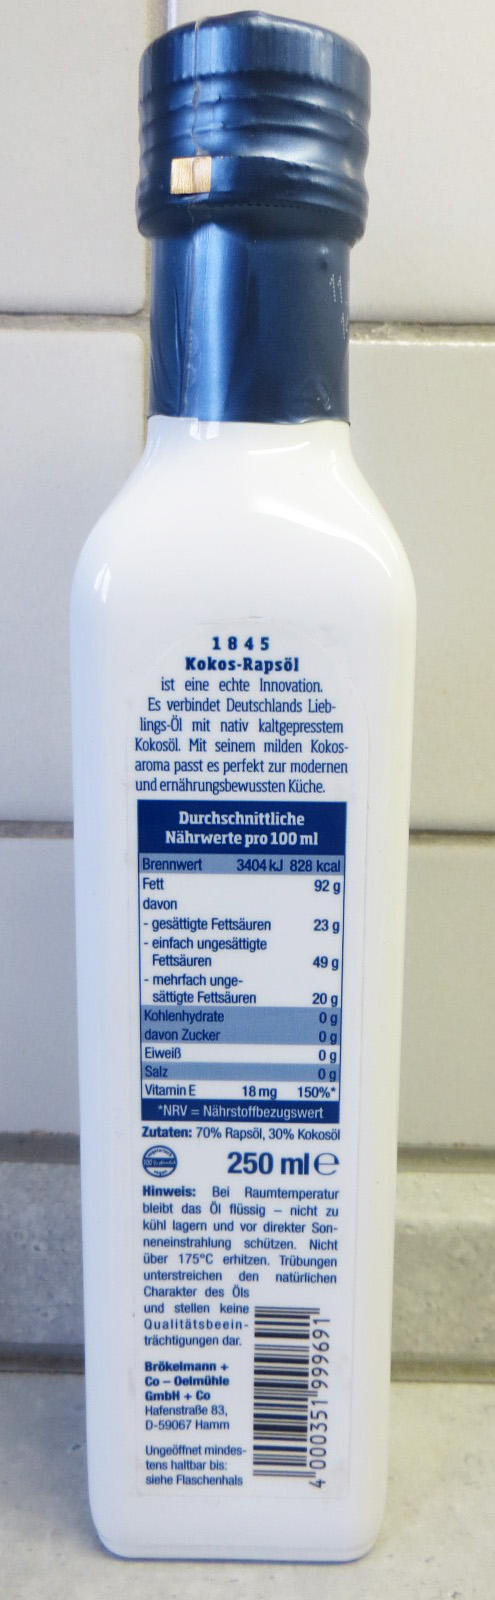 1845
Kokos-Rapsöl
ist eine echte Innovation.
Es verbindet Deutschlands Lieb-
lings-Öl mit nativ kaltgepresstem
Kokosöl. Mit seinem milden Kokos-
aroma passt es perfekt zur modernen
und ernährungsbewussten Küche.
Durchschnittliche
Nährwerte pro 100 ml
Brennwert 3404 kJ 828 kcal
Fett 92 g
davon
- gesättigte Fettsäuren 23 g
- einfach ungesättigte
Fettsäuren 49 g
- mehrfach unge-
sättigte Fettsäuren 20 g
Kohlenhydrate 0 g
davon Zucker 0 g
Eiweiß 0 g
Salz 0 g
Vitamin E 18 mg 150%*
*NRV = Nährstoffbezugswert
Zutaten: 70% Rapsöl, 30% Kokosöl
250 ml ℮
Hinweis: Bei Raumtemperatur
bleibt das Öl flüssig – nicht zu
kühl lagern und vor direkter Son-
neneinstrahlung schützen. Nicht
über 175°C erhitzen. Trübungen
unterstreichen den natürlichen
Charakter des Öls
und stellen keine
Qualitätsbeein-
trächtigungen dar.
Brökelmann +
Co – Oelmühle
GmbH + Co
Hafenstraße 83,
D-59067 Hamm
Ungeöffnet mindes-
tens haltbar bis:
siehe Flaschenhals
4 000351 999691